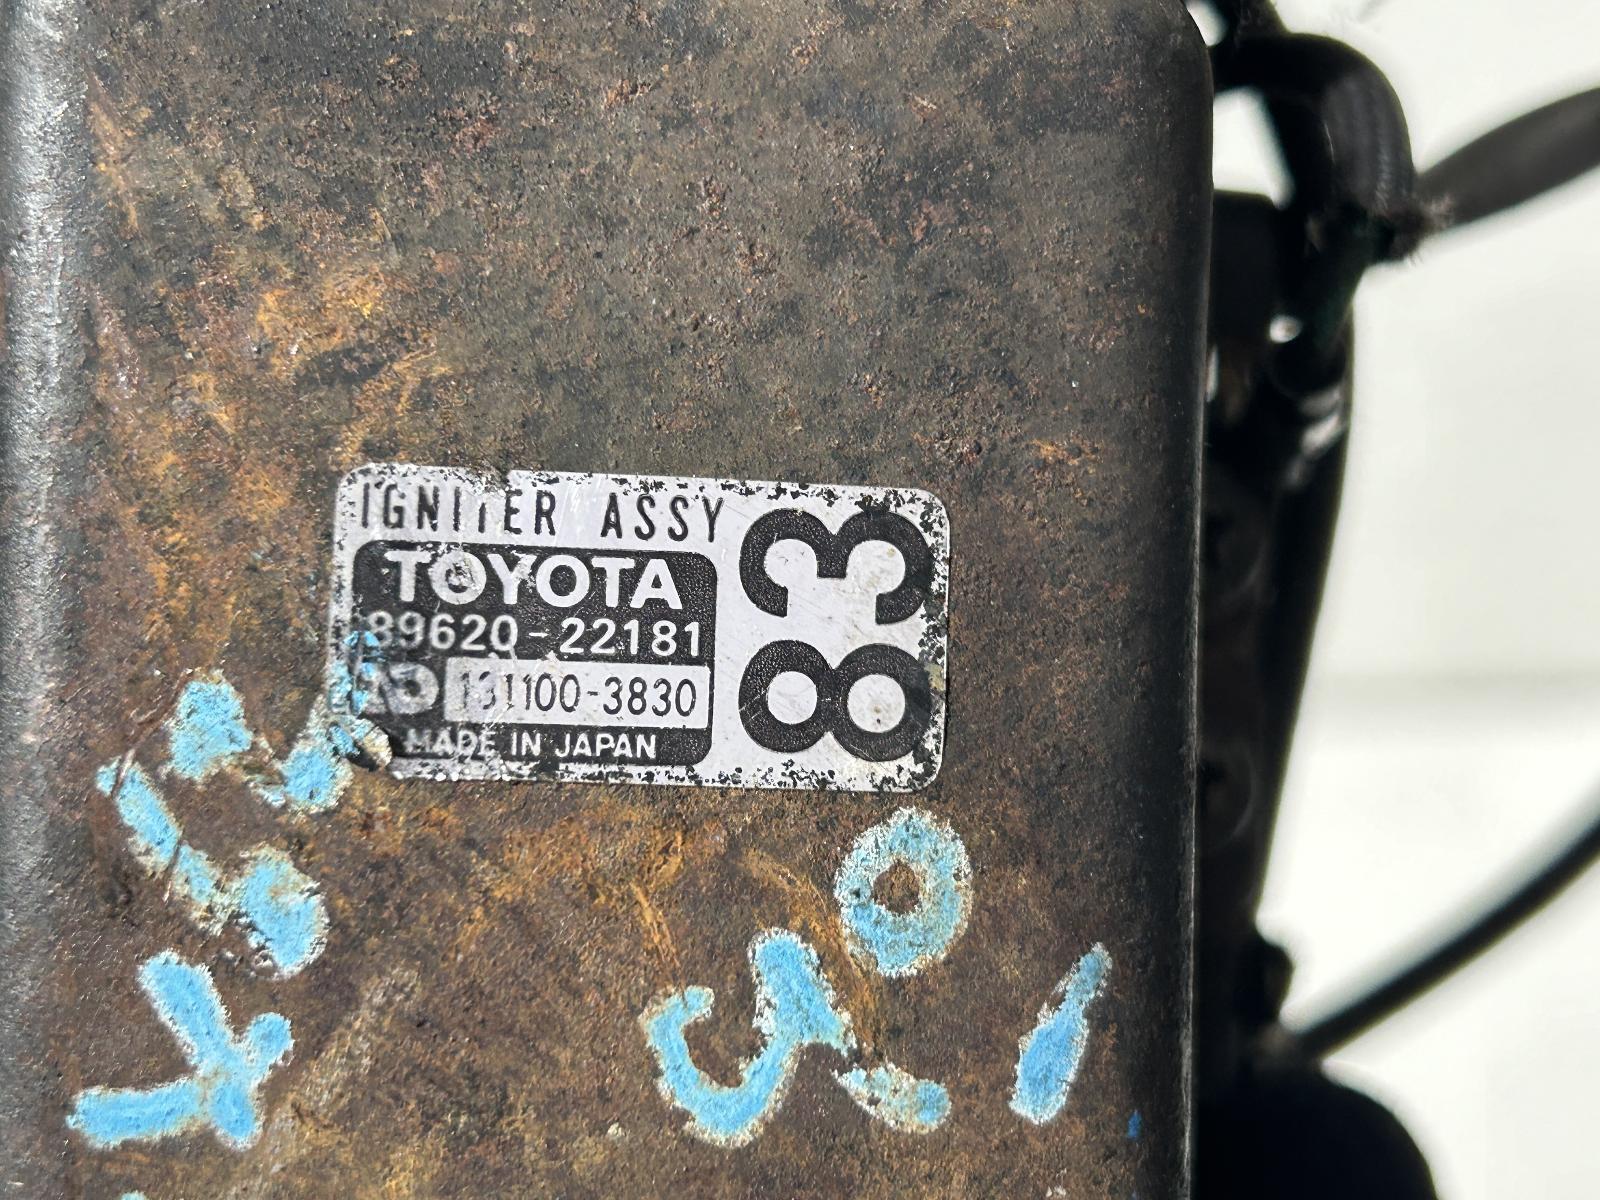 IGNITER ASSY
TOYOTA
89620-22181
131100-3830
MADE IN JAPAN
83